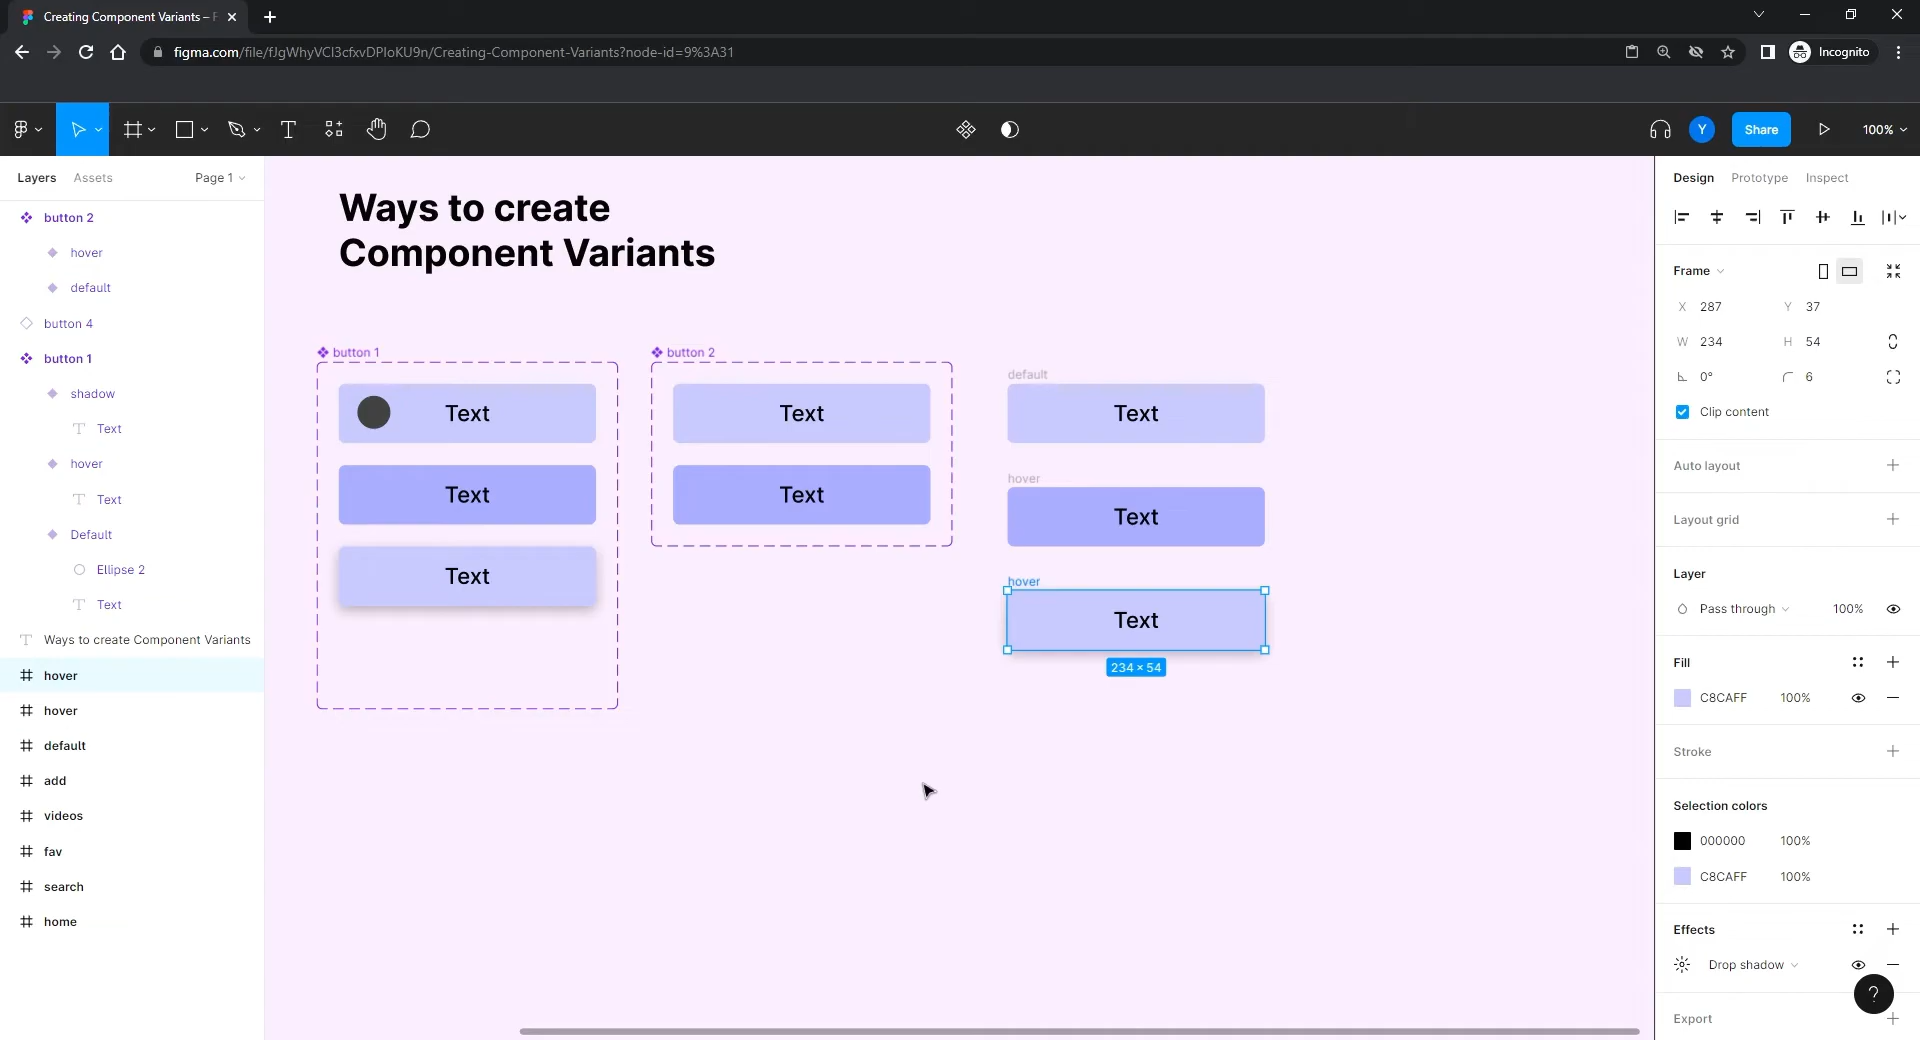 Creating Component Variants – F
figma.com/file/fJgWhyVCl3cfxvDPIoKU9n/Creating-Component-Variants?node-id=9%3A31
Incognito
Y
Share
100%
Layers
Assets
Page 1
button 2
hover
default
button 4
button 1
shadow
Text
hover
Text
Default
Ellipse 2
Text
Ways to create Component Variants
hover
hover
default
add
videos
fav
search
home
Ways to create
Component Variants
button 1
Text
Text
Text
button 2
Text
Text
default
Text
hover
Text
hover
Text
234 × 54
Design
Prototype
Inspect
Frame
X 287
Y 37
W 234
H 54
0°
6
Clip content
Auto layout
Layout grid
Layer
Pass through
100%
Fill
C8CAFF
100%
Stroke
Selection colors
000000
100%
C8CAFF
100%
Effects
Drop shadow
?
Export